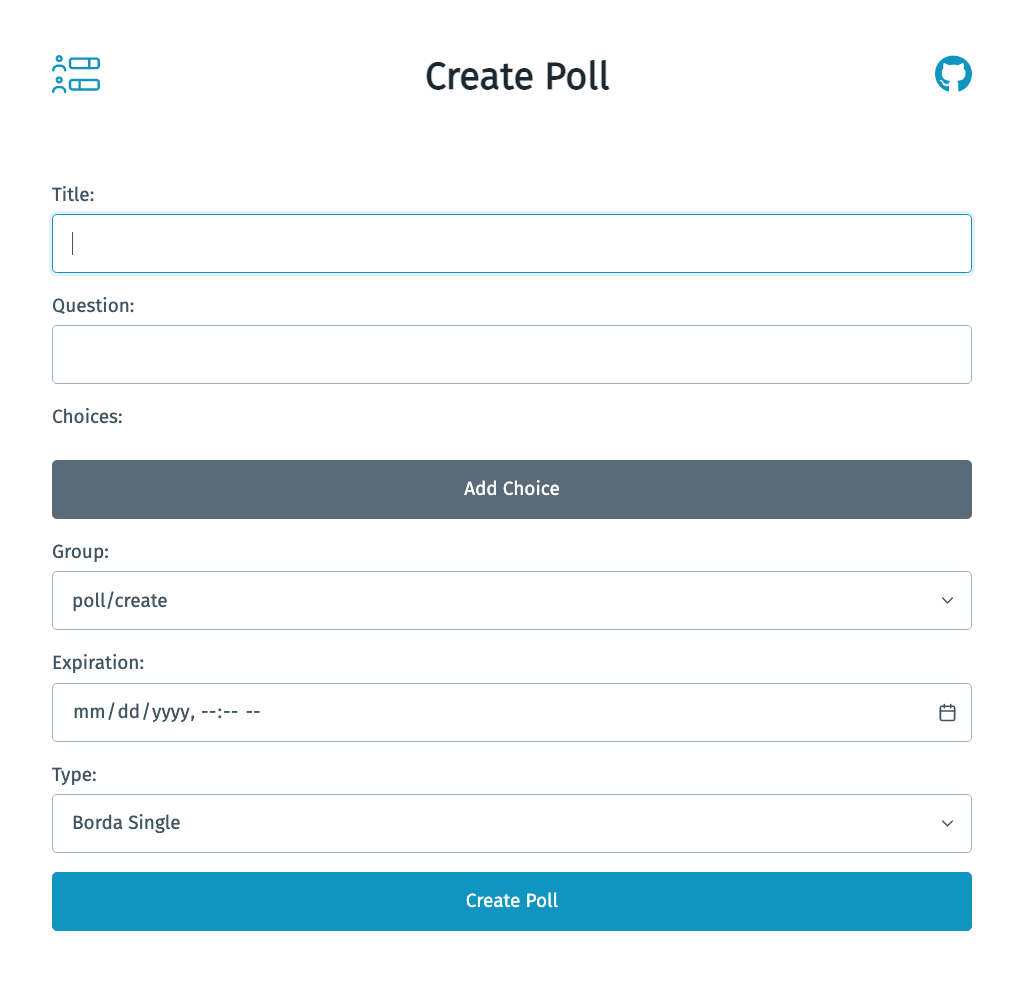 Create Poll
Title:
Question:
Choices:
Add Choice
Group:
poll/create
Expiration:
mm/dd/yyyy, --:-- --
Type:
Borda Single
Create Poll